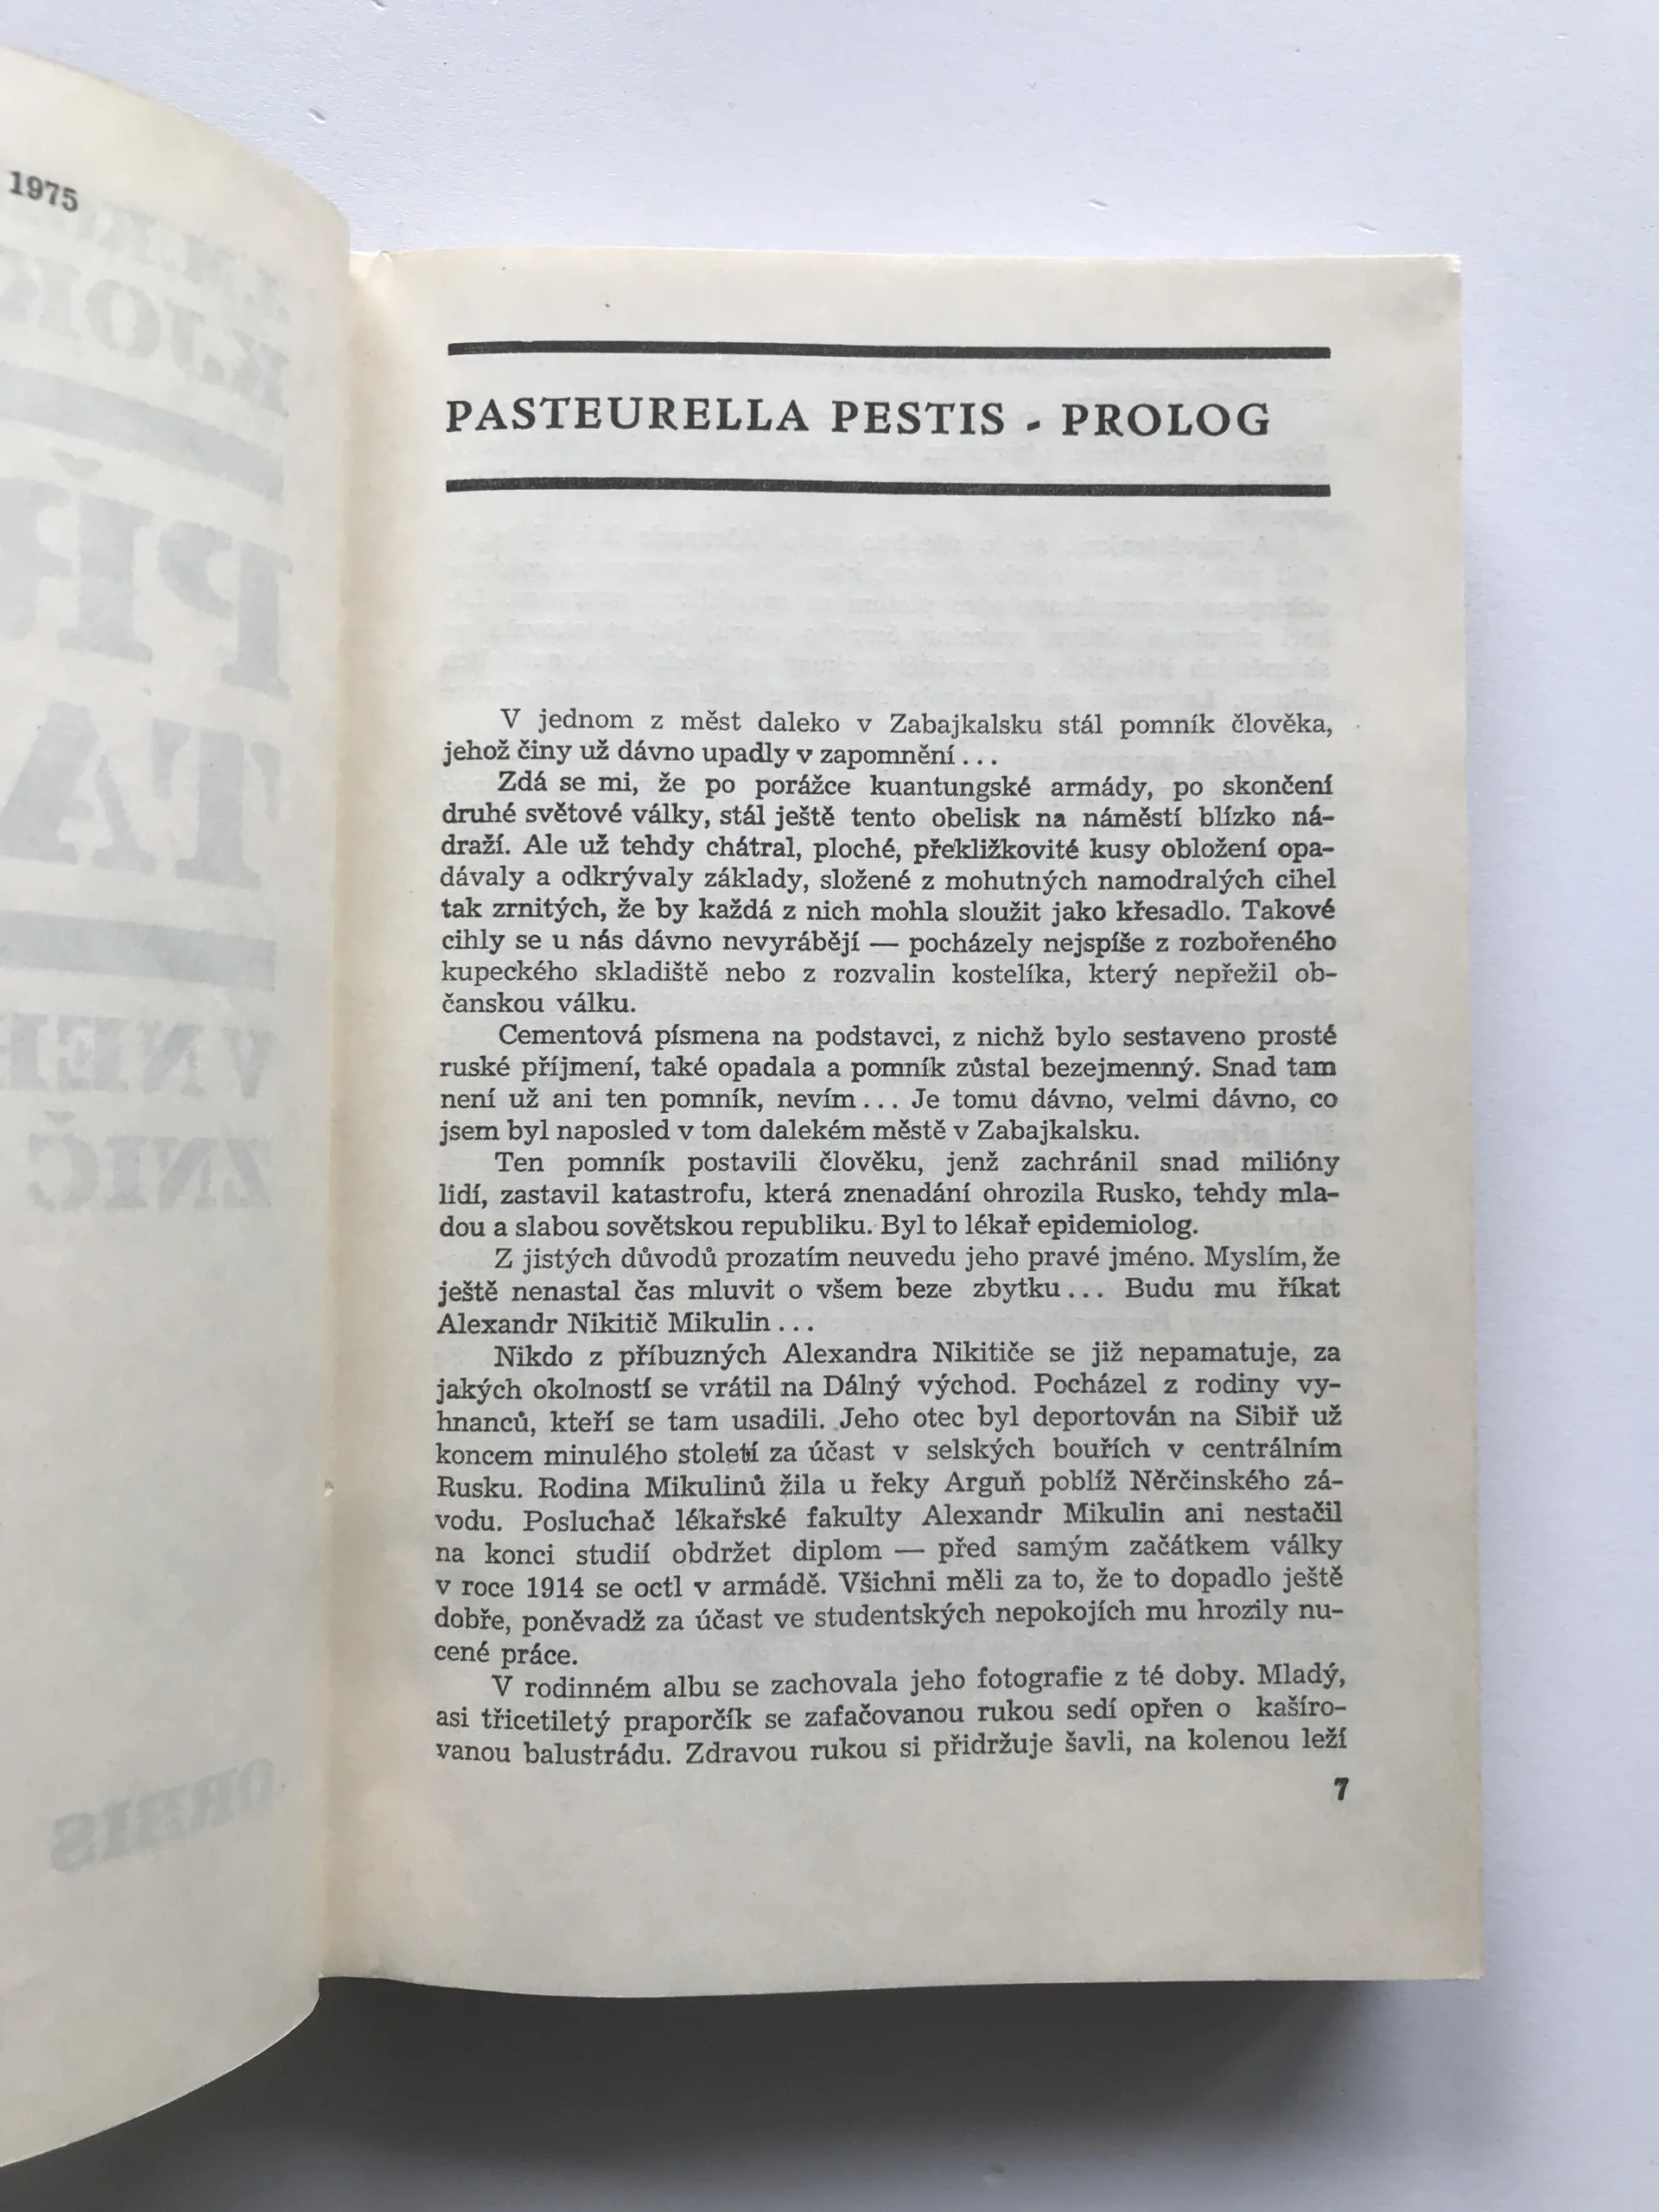 1975
PASTEURELLA PESTIS - PROLOG
V jednom z měst daleko v Zabajkalsku stál pomník člověka,
jehož činy už dávno upadly v zapomnění...
Zdá se mi, že po porážce kuantungské armády, po skončení
druhé světové války, stál ještě tento obelisk na náměstí blízko ná-
draží. Ale už tehdy chátral, ploché, překližkovité kusy obložení opa-
dávaly a odkrývaly základy, složené z mohutných namodralých cihel
tak zrnitých, že by každá z nich mohla sloužit jako křesadlo. Takové
cihly se u nás dávno nevyrábějí — pocházely nejspíše z rozbořeného
kupeckého skladiště nebo z rozvalin kostelíka, který nepřežil ob-
čanskou válku.
Cementová písmena na podstavci, z nichž bylo sestaveno prosté
ruské příjmení, také opadala a pomník zůstal bezejmenný. Snad tam
není už ani ten pomník, nevím... Je tomu dávno, velmi dávno, co
jsem byl naposled v tom dalekém městě v Zabajkalsku.
Ten pomník postavili člověku, jenž zachránil snad milióny
lidí, zastavil katastrofu, která znenadání ohrozila Rusko, tehdy mla-
dou a slabou sovětskou republiku. Byl to lékař epidemiolog.
Z jistých důvodů prozatím neuvedu jeho pravé jméno. Myslím, že
ještě nenastal čas mluvit o všem beze zbytku... Budu mu říkat
Alexandr Nikitič Mikulin...
Nikdo z příbuzných Alexandra Nikitiče se již nepamatuje, za
jakých okolností se vrátil na Dálný východ. Pocházel z rodiny vy-
hnanců, kteří se tam usadili. Jeho otec byl deportován na Sibiř už
koncem minulého století za účast v selských bouřích v centrálním
Rusku. Rodina Mikulinů žila u řeky Arguň poblíž Něrčinského zá-
vodu. Posluchač lékařské fakulty Alexandr Mikulin ani nestačil
na konci studií obdržet diplom — před samým začátkem války
v roce 1914 se octl v armádě. Všichni měli za to, že to dopadlo ještě
dobře, poněvadž za účast ve studentských nepokojích mu hrozily nu-
cené práce.
V rodinném albu se zachovala jeho fotografie z té doby. Mladý,
asi třicetiletý praporčík se zafačovanou rukou sedí opřen o kašíro-
vanou balustrádu. Zdravou rukou si přidržuje šavli, na kolenou leží
7